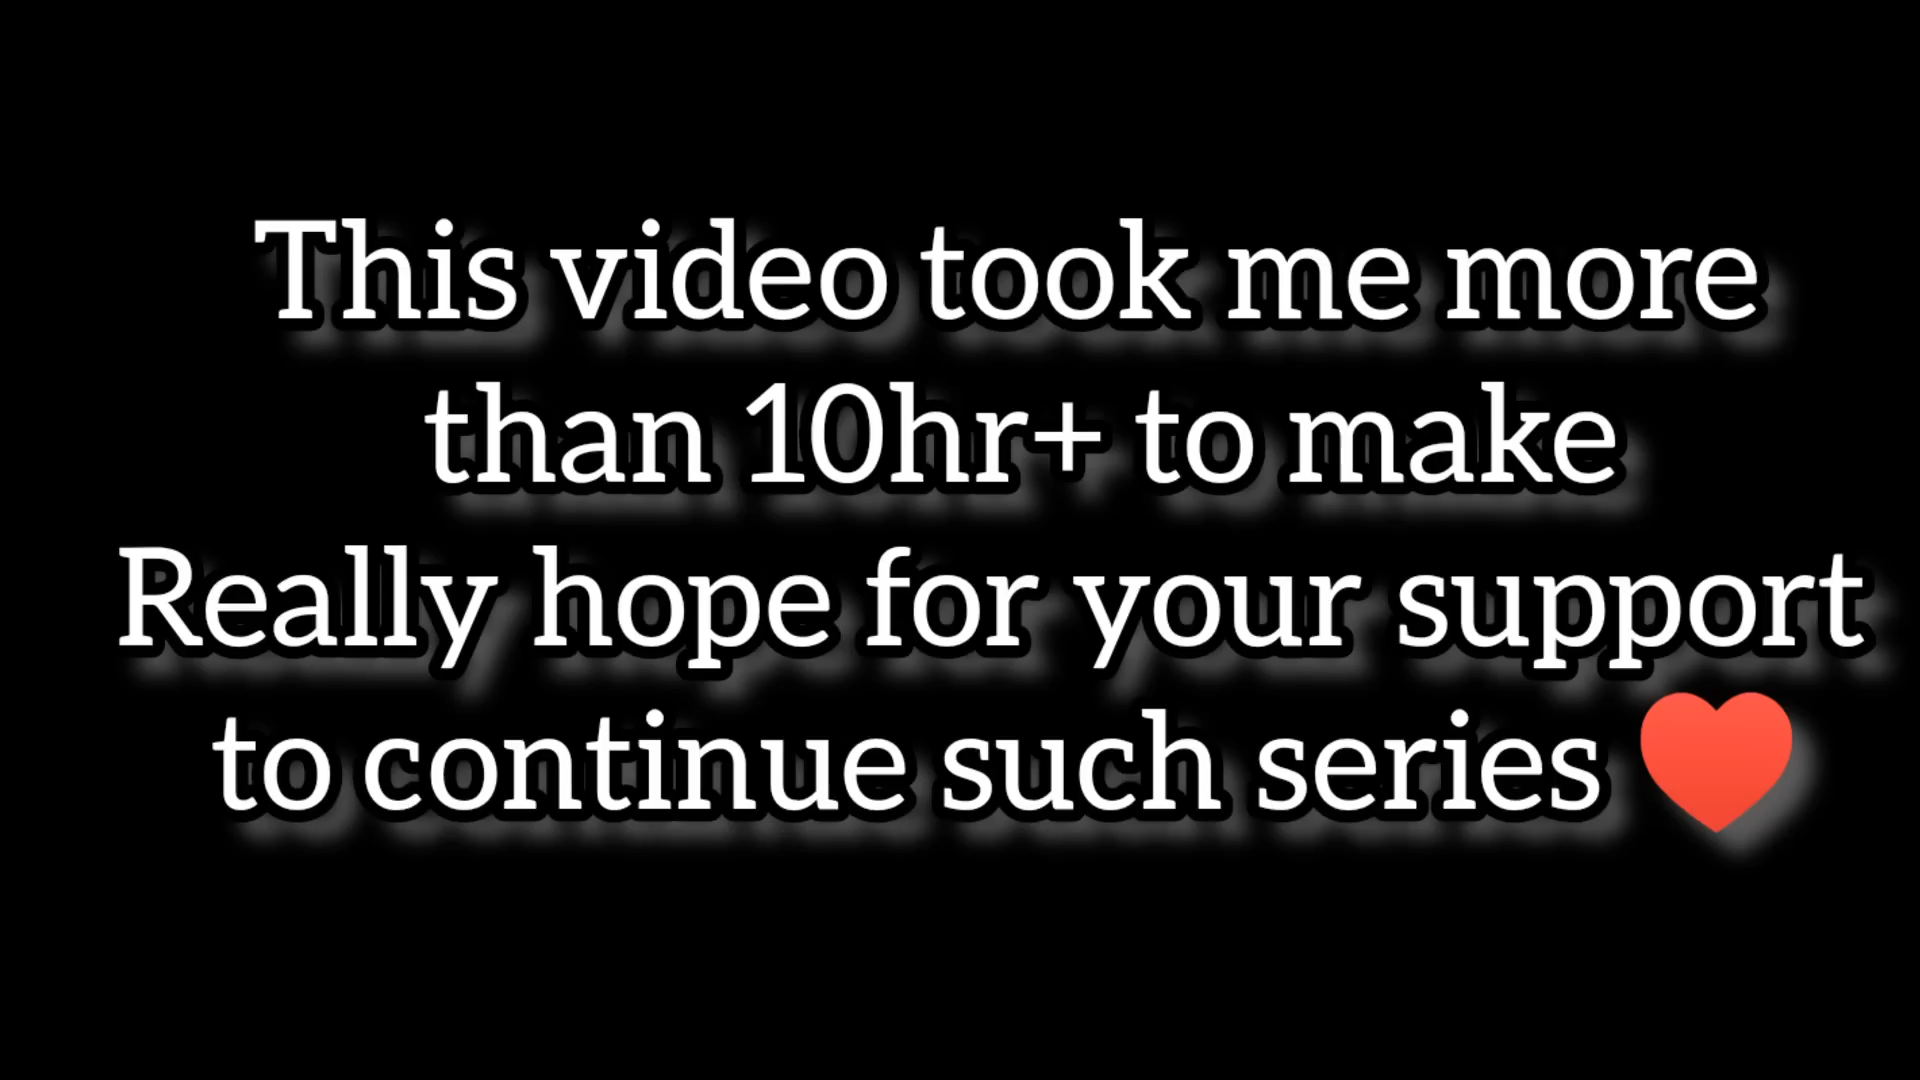 This video took me more
than 10hr+ to make
Really hope for your support
to continue such series ♥️